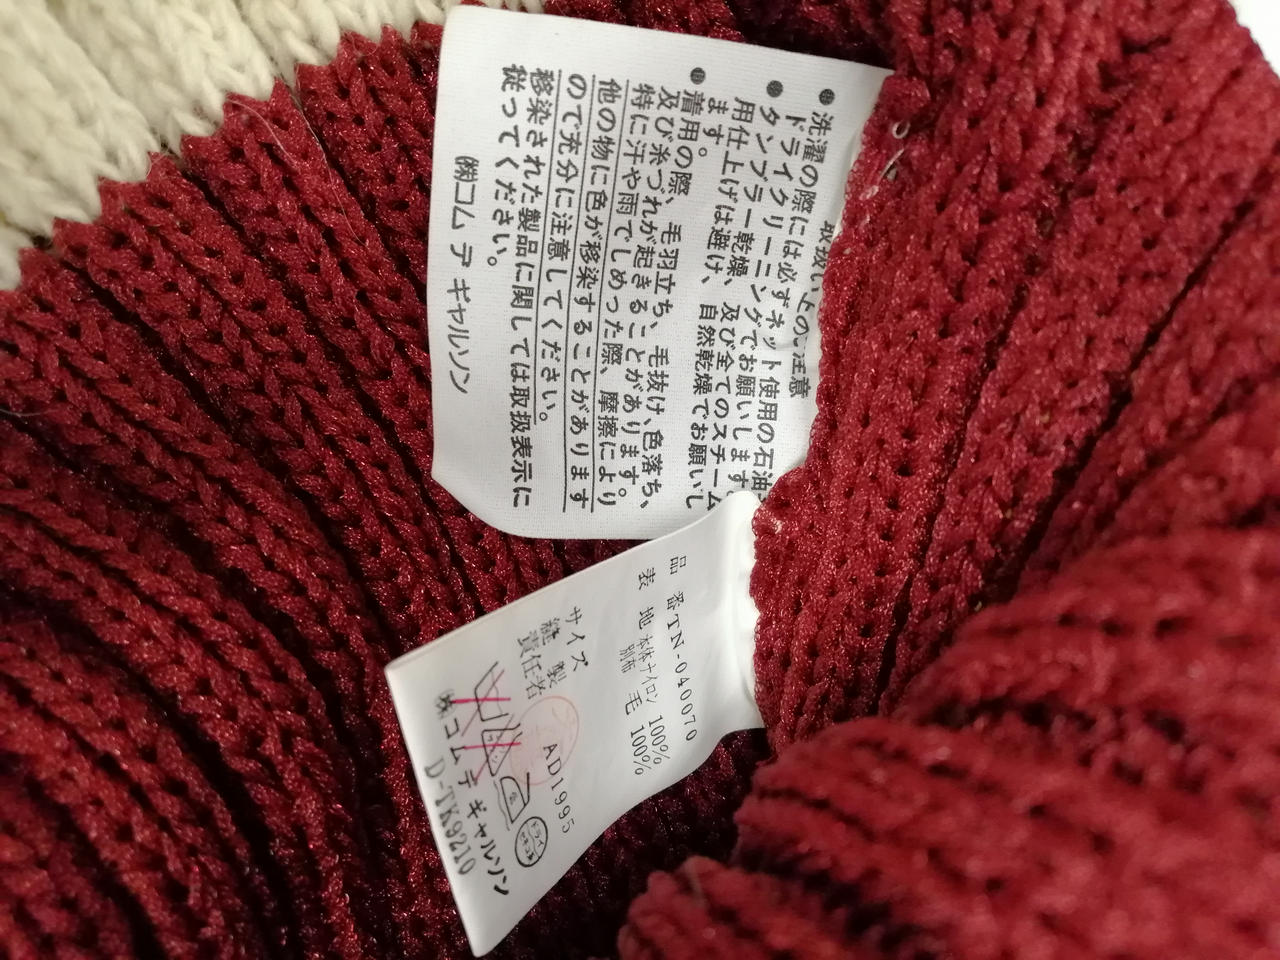 取扱い上の注意
●洗濯の際には必ずネット使用の石油
ドライクリーニングでお願いします。
●タンブラー乾燥、及び全てのスチーム
用仕上げは避け、自然乾燥でお願いし
ます。
●着用の際、毛羽立ち、毛抜け、色落ち、
及び糸づれが起きることがあります。
特に汗や雨でしめった際、摩擦により
他の物に色が移染することがあります
ので充分に注意してください。
移染された製品に関しては取扱表示に
従ってください。
㈱コム デ ギャルソン
品番TN-040070
表地 本体 ナイロン 100%
別布 毛 100%
サイズ
縫製
責任者
AD1995
ドライ
セキユ系
㈱コム デ ギャルソン
D-TK9210